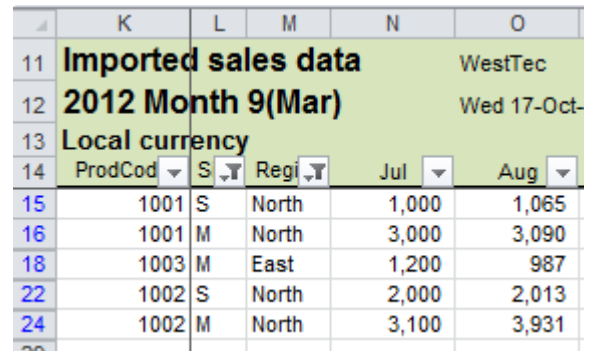 K L M N O
11 Imported sales data WestTec
12 2012 Month 9(Mar) Wed 17-Oct-
13 Local currency
14 ProdCod S Regi Jul Aug
15 1001 S North 1,000 1,065
16 1001 M North 3,000 3,090
18 1003 M East 1,200 987
22 1002 S North 2,000 2,013
24 1002 M North 3,100 3,931